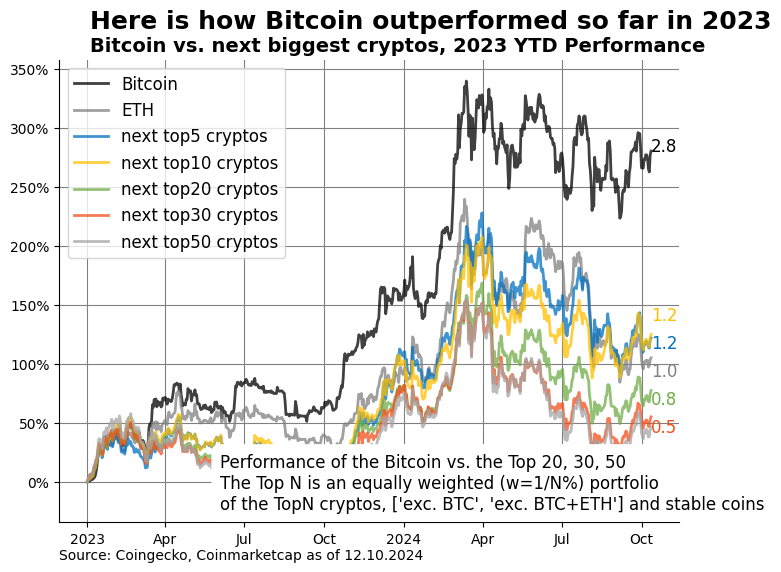 Here is how Bitcoin outperformed so far in 2023
Bitcoin vs. next biggest cryptos, 2023 YTD Performance
350%
300%
250%
200%
150%
100%
50%
0%
Bitcoin
ETH
next top5 cryptos
next top10 cryptos
next top20 cryptos
next top30 cryptos
next top50 cryptos
2.8
1.2
1.2
1.0
0.8
0.5
Performance of the Bitcoin vs. the Top 20, 30, 50
The Top N is an equally weighted (w=1/N%) portfolio
of the TopN cryptos, ['exc. BTC', 'exc. BTC+ETH'] and stable coins
2023 Apr Jul Oct 2024 Apr Jul Oct
Source: Coingecko, Coinmarketcap as of 12.10.2024